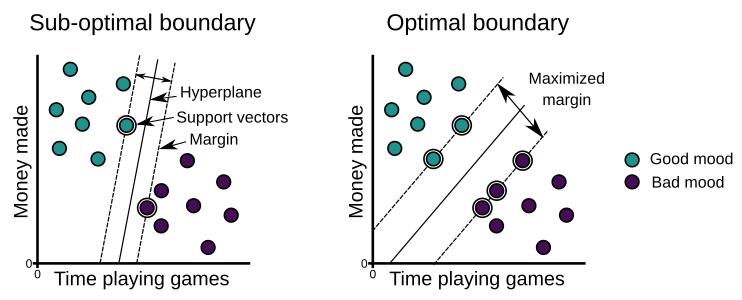 Sub-optimal boundary
Optimal boundary
Hyperplane
Support vectors
Margin
Money made
0
0
Time playing games
Maximized
margin
Money made
0
0
Time playing games
Good mood
Bad mood